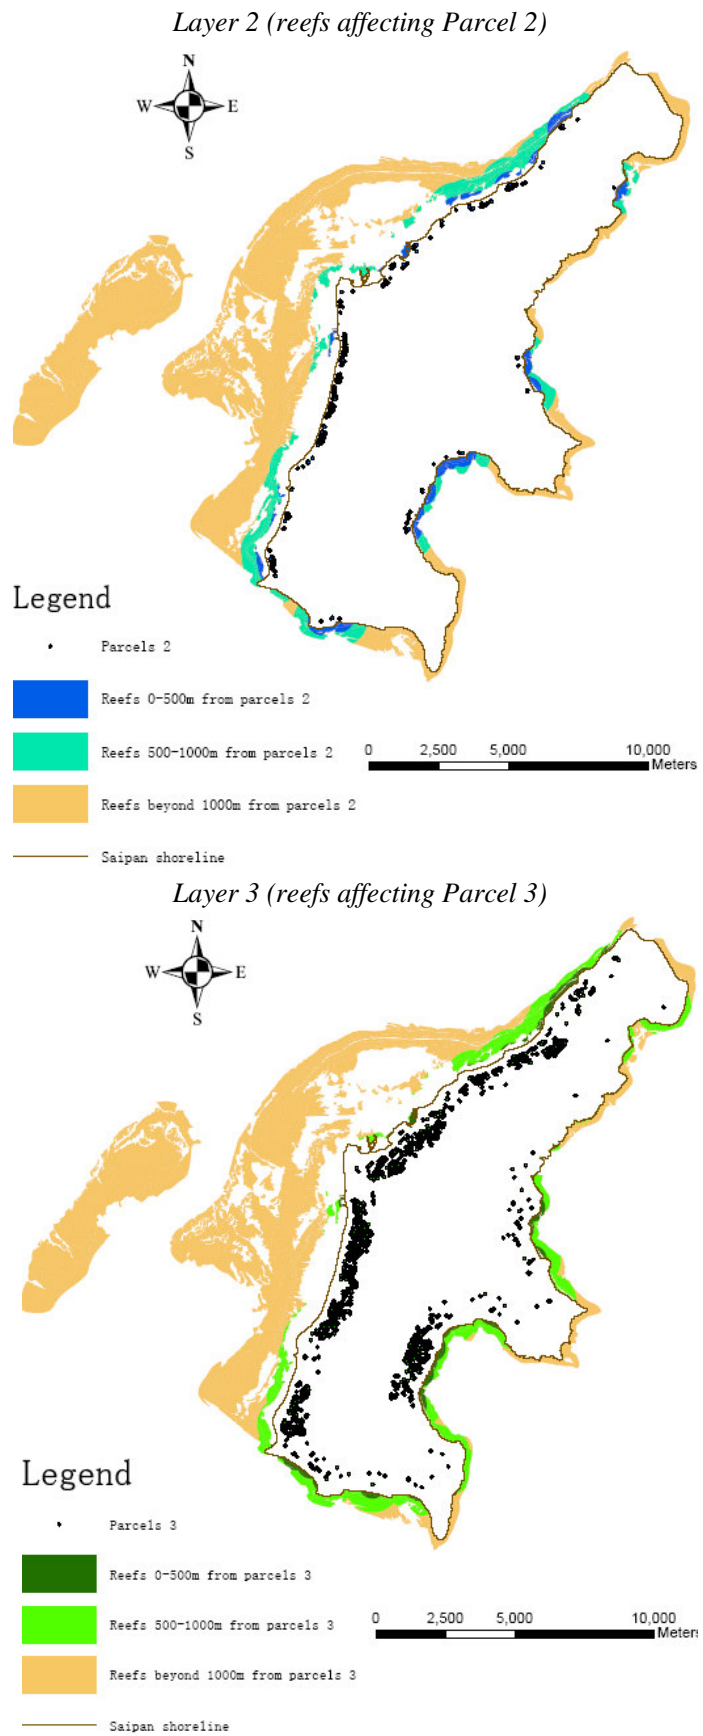 Layer 2 (reefs affecting Parcel 2)
N
W E
S
Legend
Parcels 2
Reefs 0-500m from parcels 2
Reefs 500-1000m from parcels 2
0 2,500 5,000 10,000
Meters
Reefs beyond 1000m from parcels 2
Saipan shoreline
Layer 3 (reefs affecting Parcel 3)
N
W E
S
Legend
Parcels 3
Reefs 0-500m from parcels 3
Reefs 500-1000m from parcels 3
0 2,500 5,000 10,000
Meters
Reefs beyond 1000m from parcels 3
Saipan shoreline